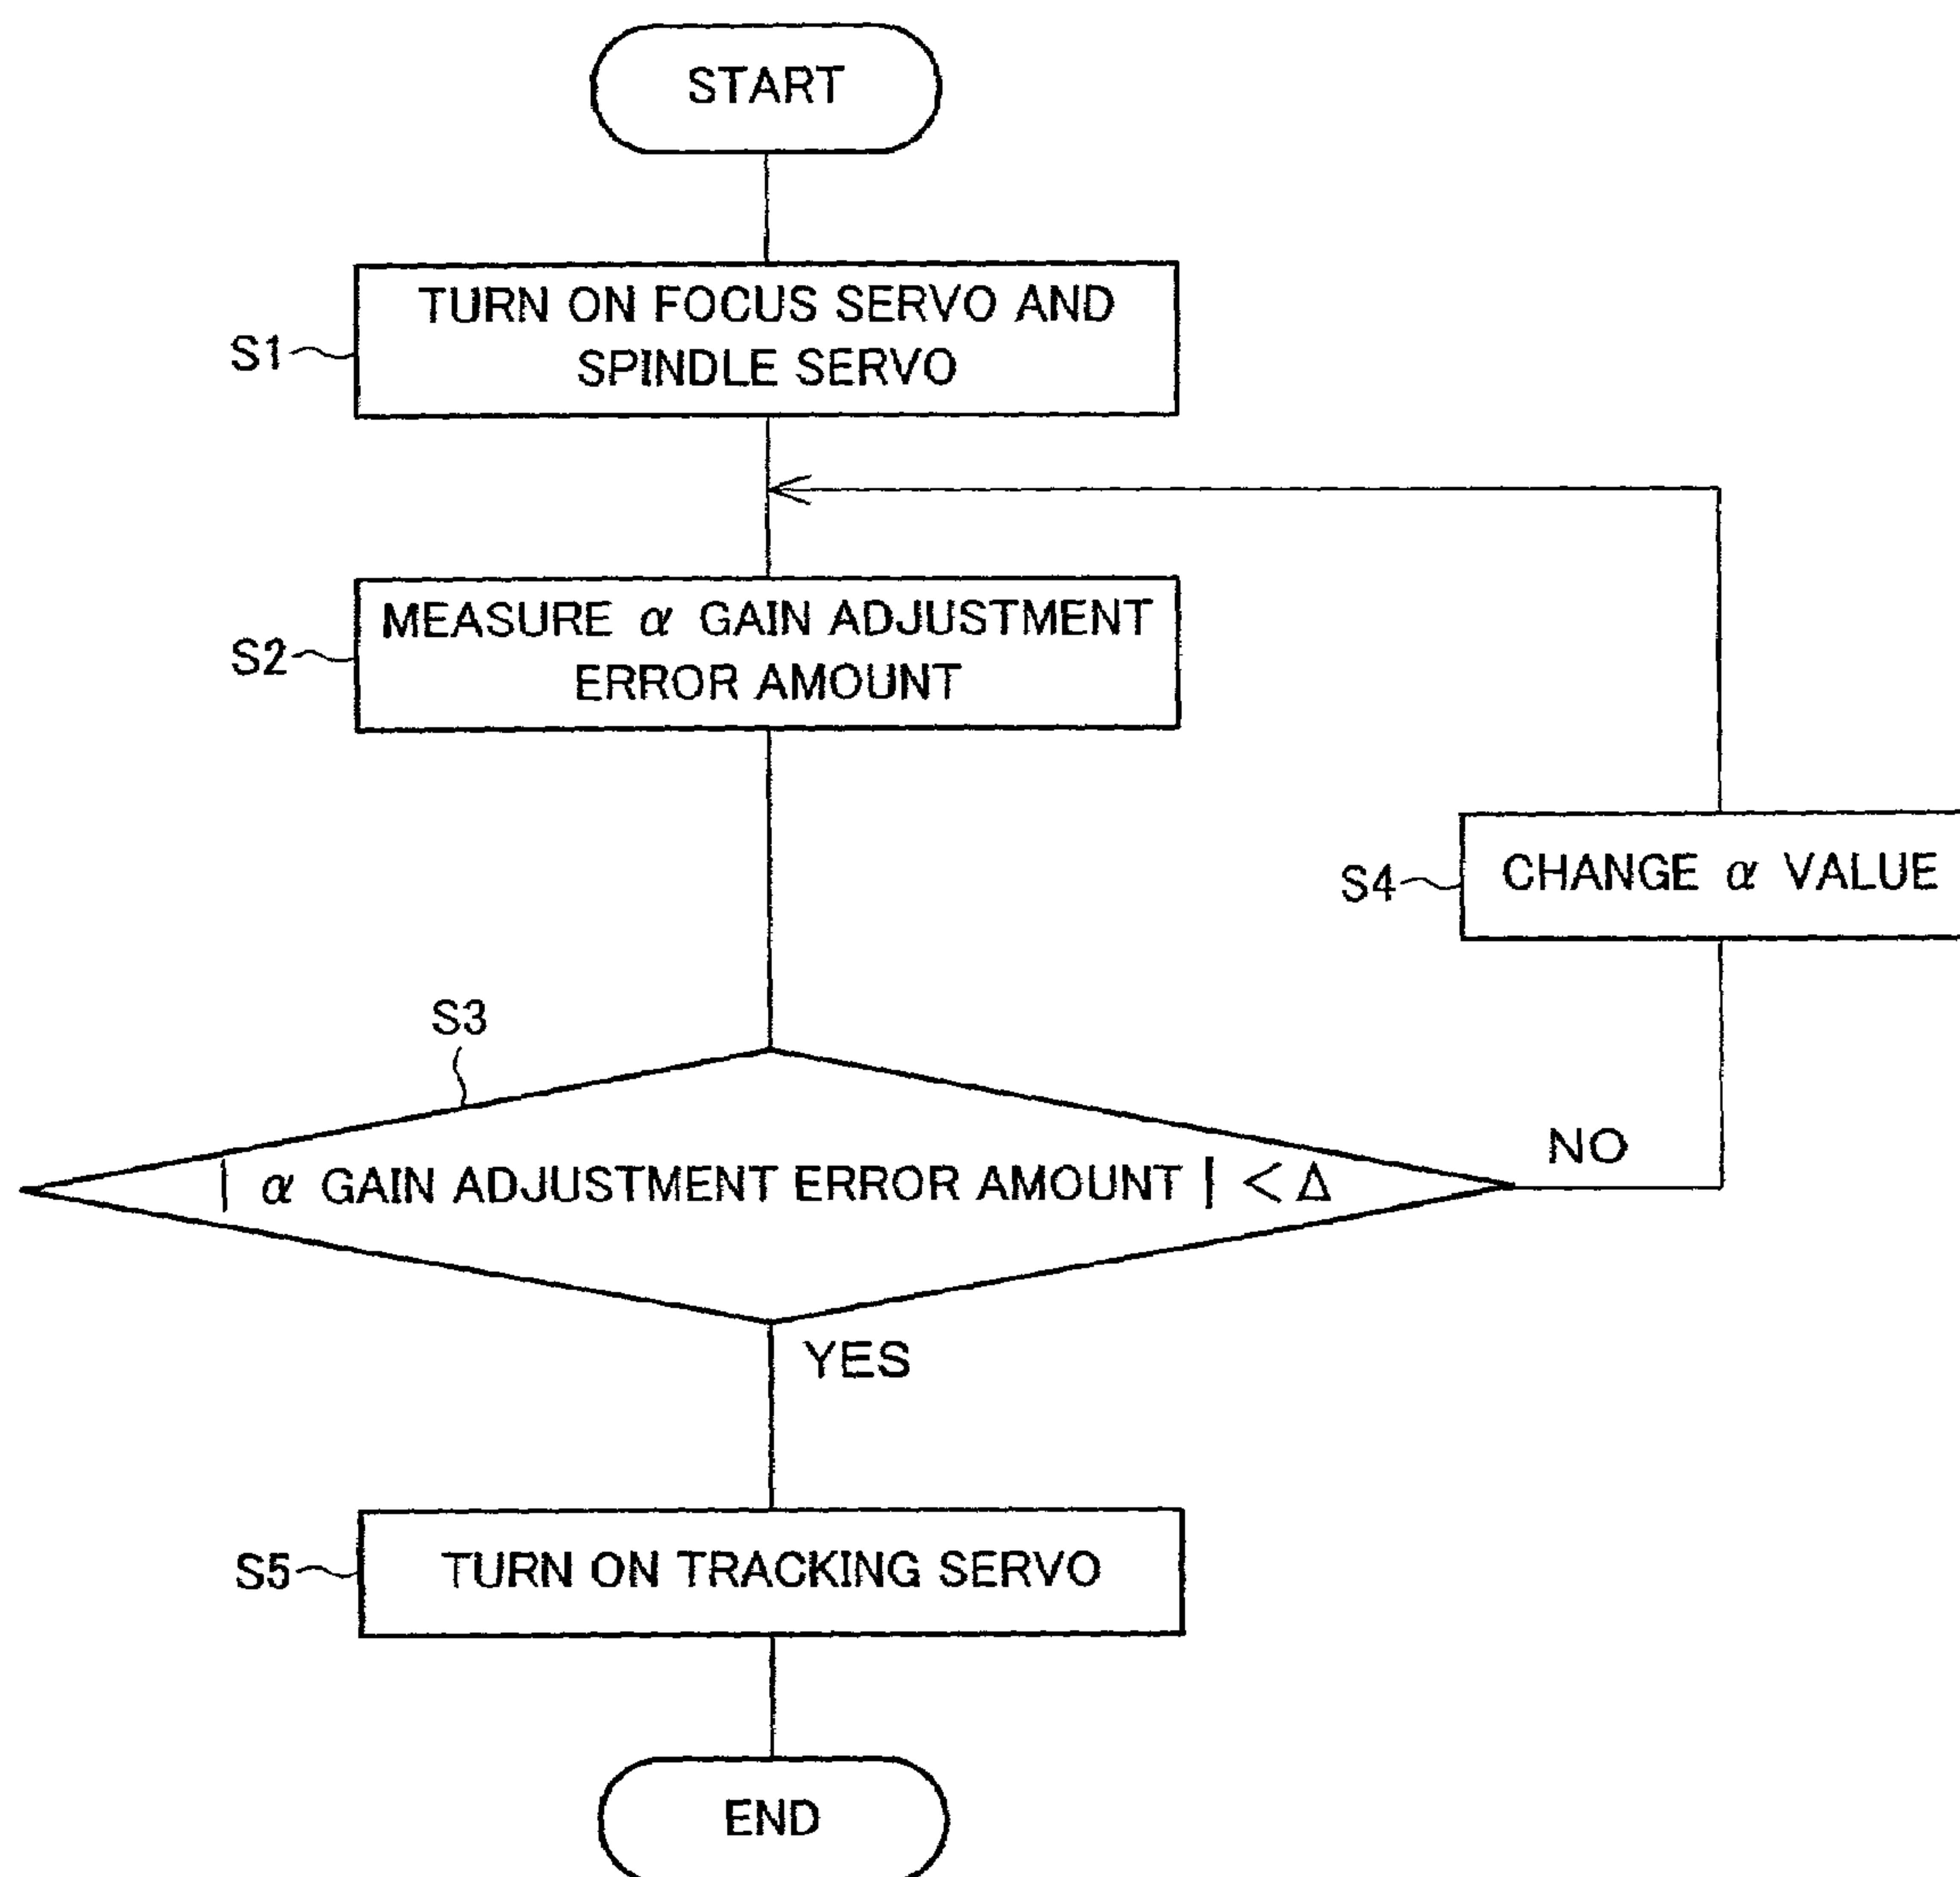 START
S1
TURN ON FOCUS SERVO AND
SPINDLE SERVO
S2
MEASURE α GAIN ADJUSTMENT
ERROR AMOUNT
S4
CHANGE α VALUE
S3
| α GAIN ADJUSTMENT ERROR AMOUNT | < Δ
NO
YES
S5
TURN ON TRACKING SERVO
END